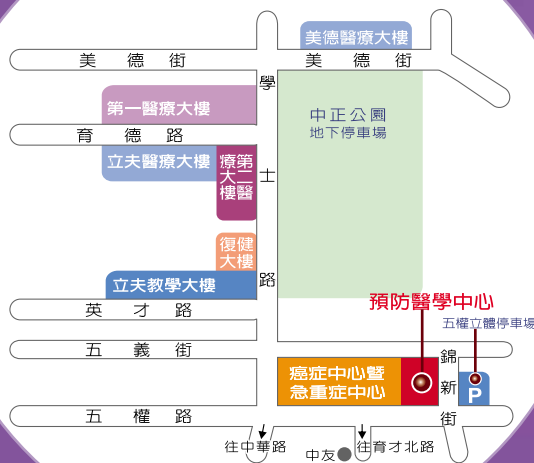 美德醫療大樓
美德街
美德街
學士路
第一醫療大樓
中正公園
地下停車場
育德路
立夫醫療大樓
第二醫
療大樓
復健
大樓
立夫教學大樓
預防醫學中心
英才路
五權立體停車場
五義街
錦新街
癌症中心暨
急重症中心
P
五權路
往中華路
往育才北路
中友